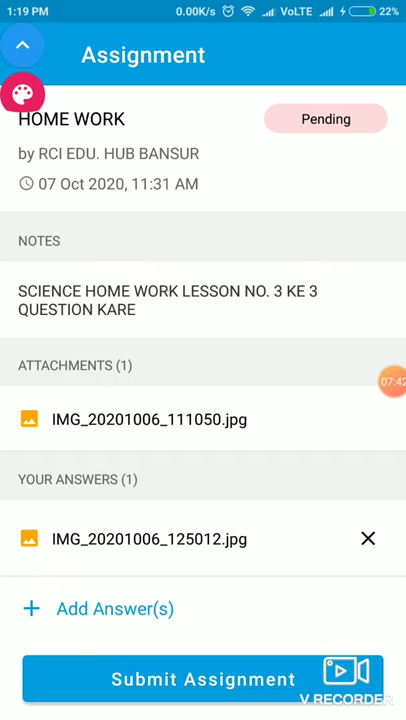 1:19 PM 0.00K/s VoLTE 22%
Assignment
HOME WORK
Pending
by RCI EDU. HUB BANSUR
07 Oct 2020, 11:31 AM
NOTES
SCIENCE HOME WORK LESSON NO. 3 KE 3
QUESTION KARE
ATTACHMENTS (1)
07:42
IMG_20201006_111050.jpg
YOUR ANSWERS (1)
IMG_20201006_125012.jpg
Add Answer(s)
Submit Assignment
V RECORDER